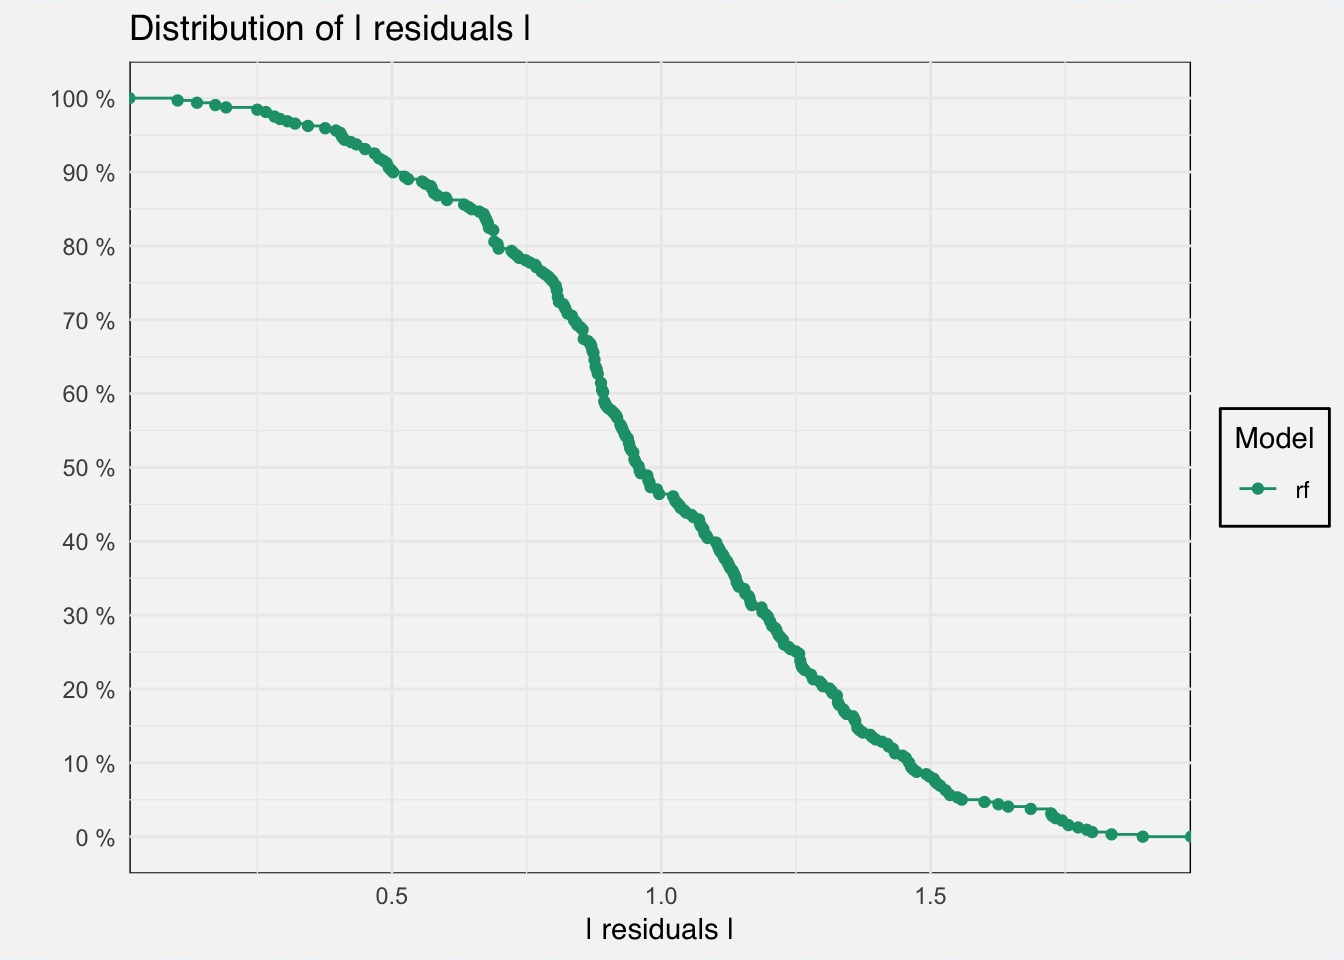 Distribution of | residuals |
100 %
90 %
80 %
70 %
60 %
50 %
40 %
30 %
20 %
10 %
0 %
0.5 1.0 1.5
| residuals |
Model
rf